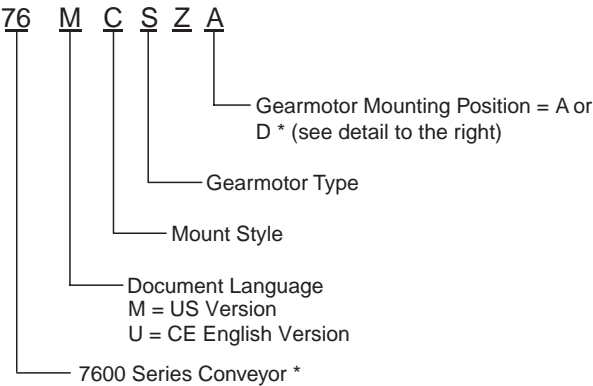 76 M C S Z A
Gearmotor Mounting Position = A or
D * (see detail to the right)
Gearmotor Type
Mount Style
Document Language
M = US Version
U = CE English Version
7600 Series Conveyor *